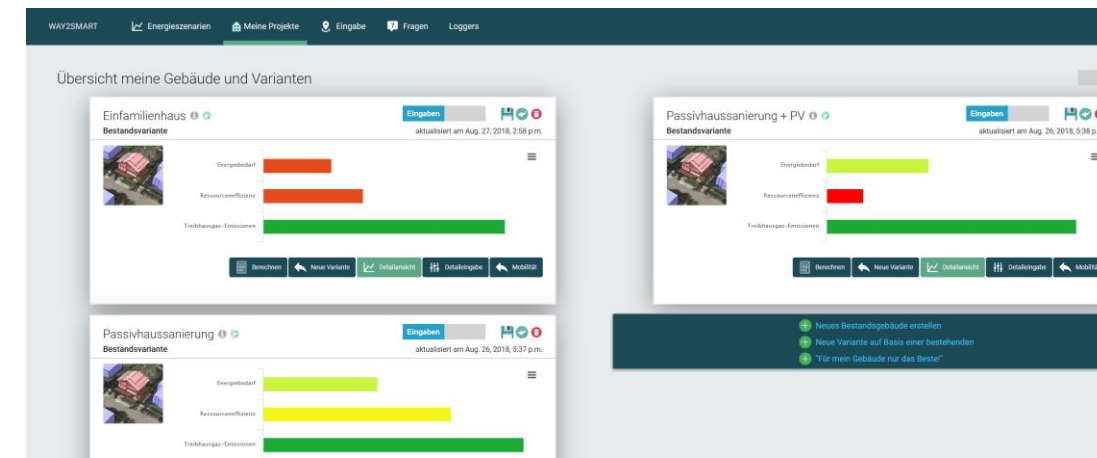 WAY2SMART Energieszenarien Meine Projekte Eingabe Fragen Loggers
Übersicht meine Gebäude und Varianten
Einfamilienhaus Eingaben
Bestandsvariante aktualisiert am Aug. 27, 2018, 2:58 p.m.
Energiebedarf
Ressourceneffizienz
Treibhausgas-Emissionen
Berechnen Neue Variante Detailansicht Detaileingabe Mobilität
Passivhaussanierung + PV Eingaben
Bestandsvariante aktualisiert am Aug. 26, 2018, 5:38 p.
Energiebedarf
Ressourceneffizienz
Treibhausgas-Emissionen
Berechnen Neue Variante Detailansicht Detaileingabe Mobilitä
Passivhaussanierung Eingaben
Bestandsvariante aktualisiert am Aug. 26, 2018, 5:37 p.m.
Energiebedarf
Ressourceneffizienz
Treibhausgas-Emissionen
Neues Bestandsgebäude erstellen
Neue Variante auf Basis einer bestehenden
"Für mein Gebäude nur das Beste!"